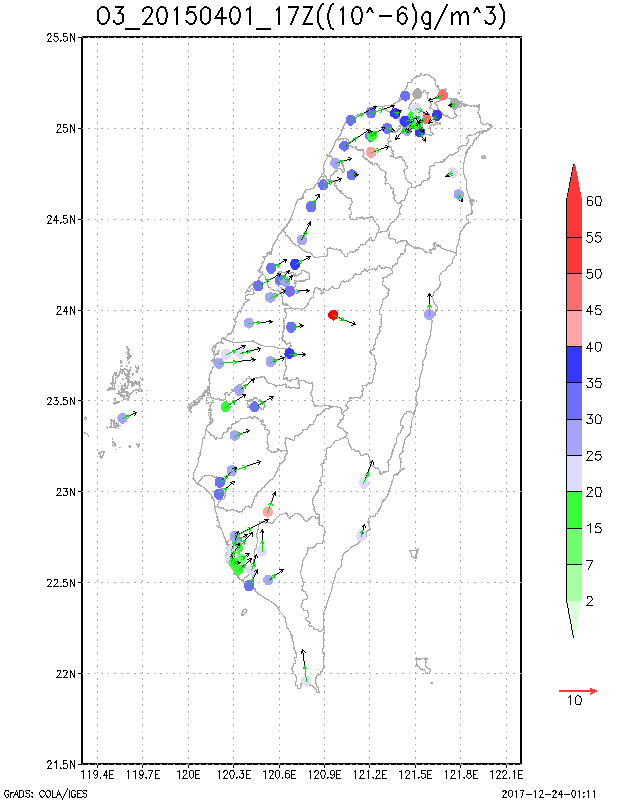 O3_20150401_17Z((10^-6)g/m^3)
25.5N
25N
24.5N
24N
23.5N
23N
22.5N
22N
21.5N
119.4E 119.7E 120E 120.3E 120.6E 120.9E 121.2E 121.5E 121.8E 122.1E
60
55
50
45
40
35
30
25
20
15
7
2
10
GrADS: COLA/IGES
2017-12-24-01:11